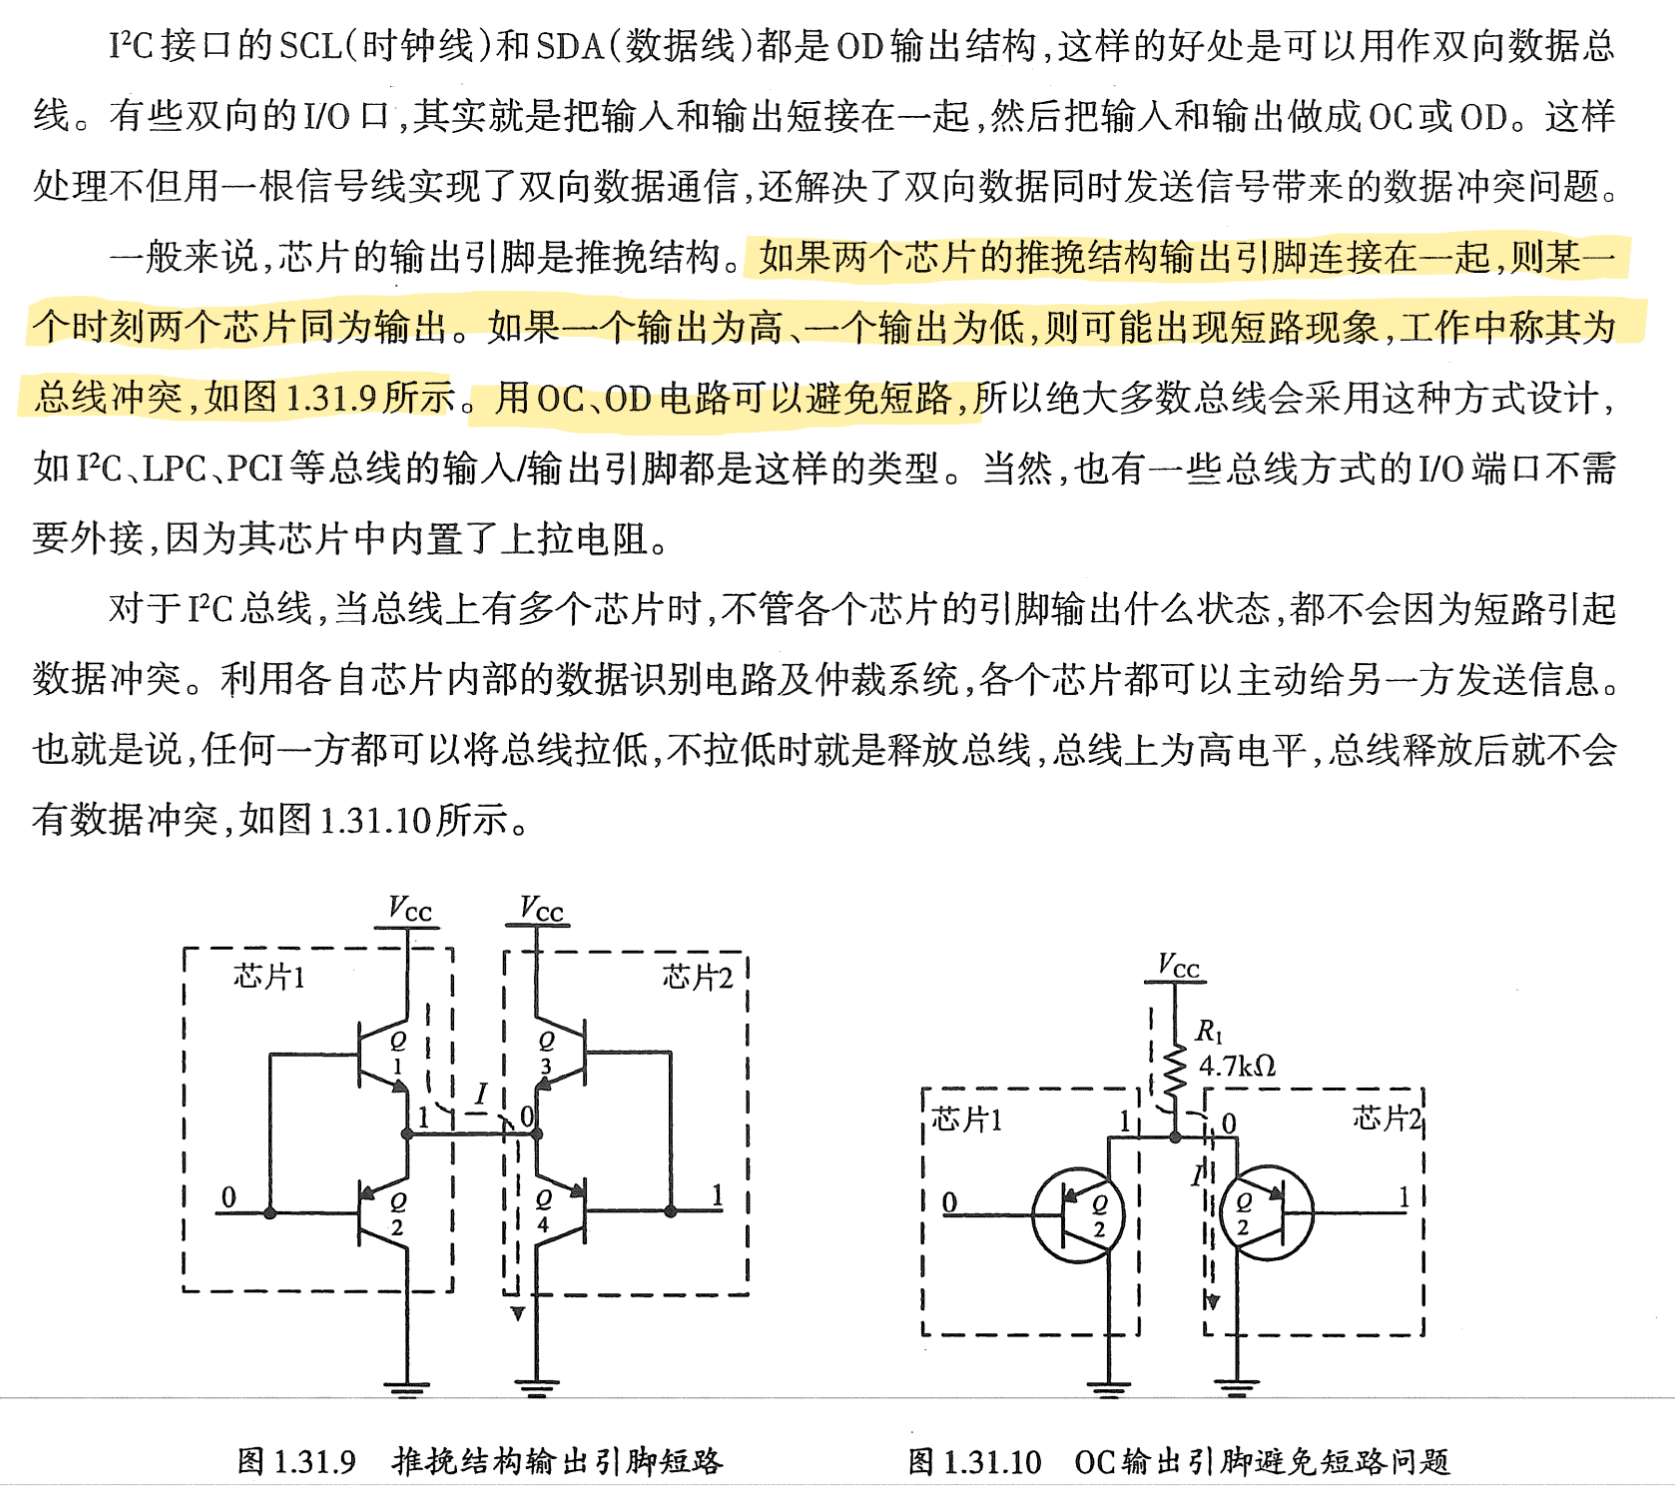 I²C接口的SCL(时钟线)和SDA(数据线)都是OD输出结构,这样的好处是可以用作双向数据总
线。有些双向的I/O口,其实就是把输人和输出短接在一起,然后把输人和输出做成OC或OD。这样
处理不但用一根信号线实现了双向数据通信,还解决了双向数据同时发送信号带来的数据冲突问题。
一般来说,芯片的输出引脚是推挽结构。如果两个芯片的推挽结构输出引脚连接在一起,则某一
个时刻两个芯片同为输出。如果一个输出为高、一个输出为低,则可能出现短路现象,工作中称其为
总线冲突,如图1.31.9所示。用OC、OD电路可以避免短路,所以绝大多数总线会采用这种方式设计,
如I²C、LPC、PCI等总线的输人/输出引脚都是这样的类型。当然,也有一些总线方式的I/O端口不需
要外接,因为其芯片中内置了上拉电阻。
对于I²C总线,当总线上有多个芯片时,不管各个芯片的引脚输出什么状态,都不会因为短路引起
数据冲突。利用各自芯片内部的数据识别电路及仲裁系统,各个芯片都可以主动给另一方发送信息。
也就是说,任何一方都可以将总线拉低,不拉低时就是释放总线,总线上为高电平,总线释放后就不会
有数据冲突,如图1.31.10所示。
VCC
VCC
芯片1
芯片2
Q
1
Q
3
I
1
0
0
Q
2
Q
4
1
VCC
R1
4.7kΩ
芯片1
1
0
芯片2
I
0
Q
2
Q
2
1
图1.31.9 推挽结构输出引脚短路
图1.31.10 OC输出引脚避免短路问题